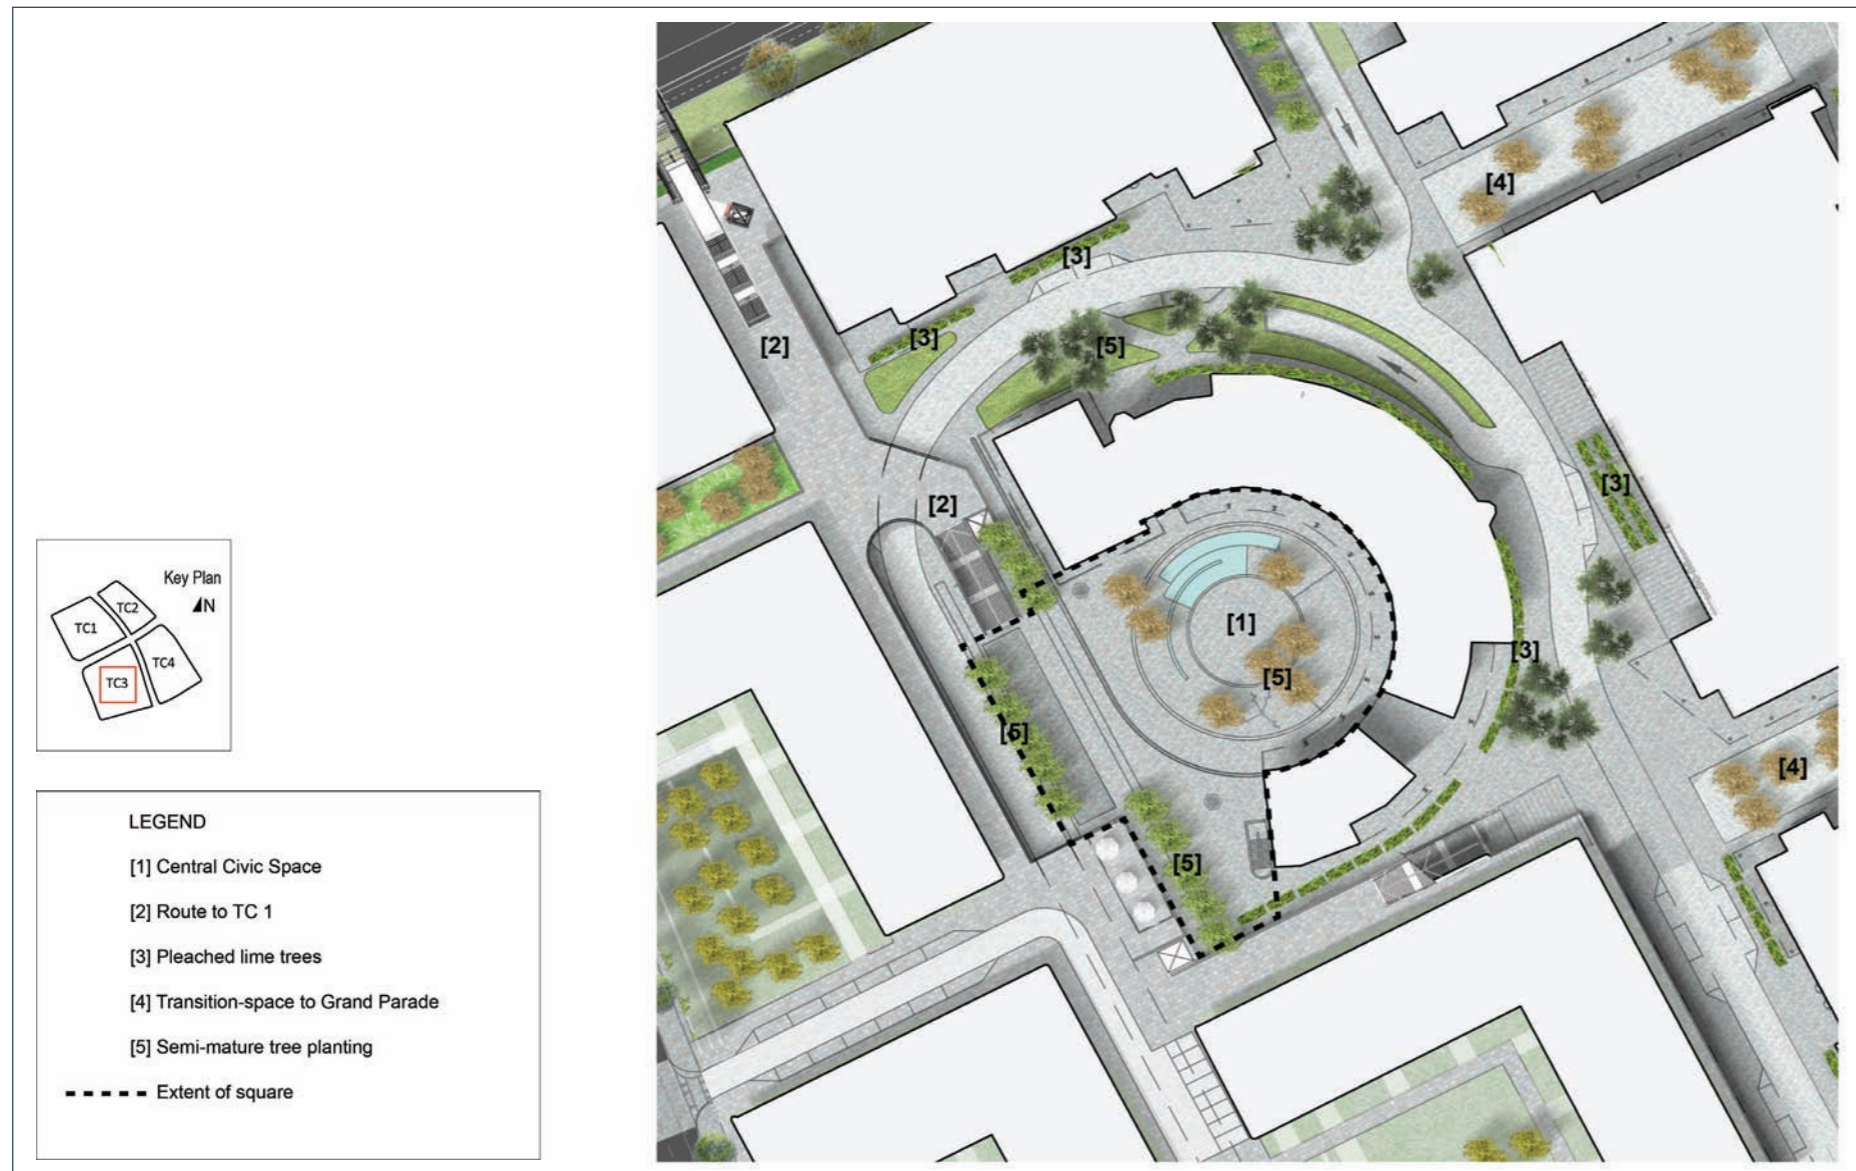 [4]
[3]
[3]
[2]
[5]
[3]
[2]
Key Plan
N
TC2
TC1
TC4
TC3
[1]
[3]
[5]
[5]
[4]
[5]
LEGEND
[1] Central Civic Space
[2] Route to TC 1
[3] Pleached lime trees
[4] Transition-space to Grand Parade
[5] Semi-mature tree planting
Extent of square